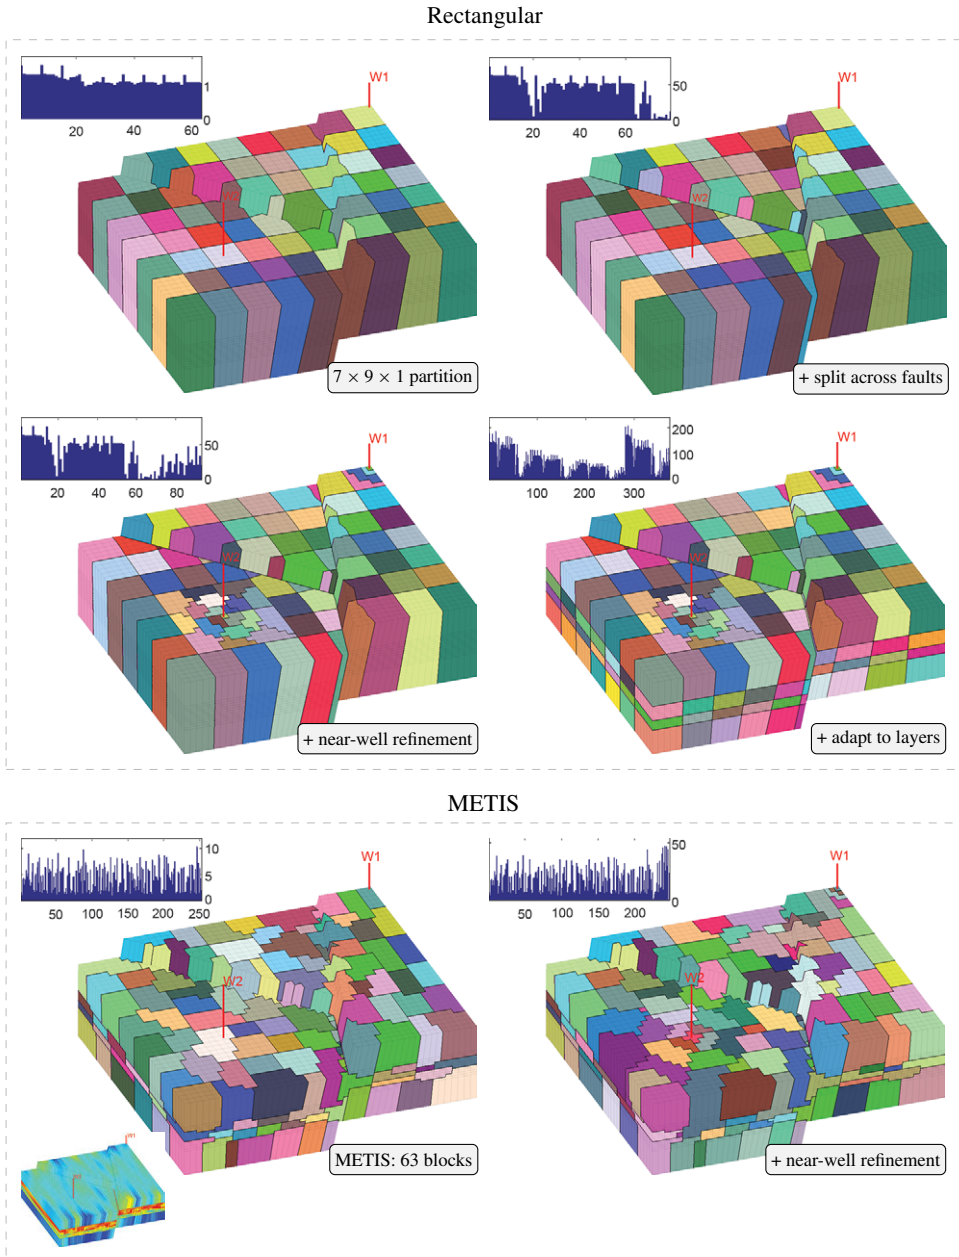 Rectangular
W1
1
0
20 40 60
W2
7 × 9 × 1 partition
W1
50
0
20 40 60
W2
+ split across faults
W1
50
0
20 40 60 80
W2
+ near-well refinement
W1
200
100
0
100 200 300
W2
+ adapt to layers
METIS
W1
10
5
0
50 100 150 200 250
W2
METIS: 63 blocks
W1
50
0
50 100 150 200
W2
+ near-well refinement